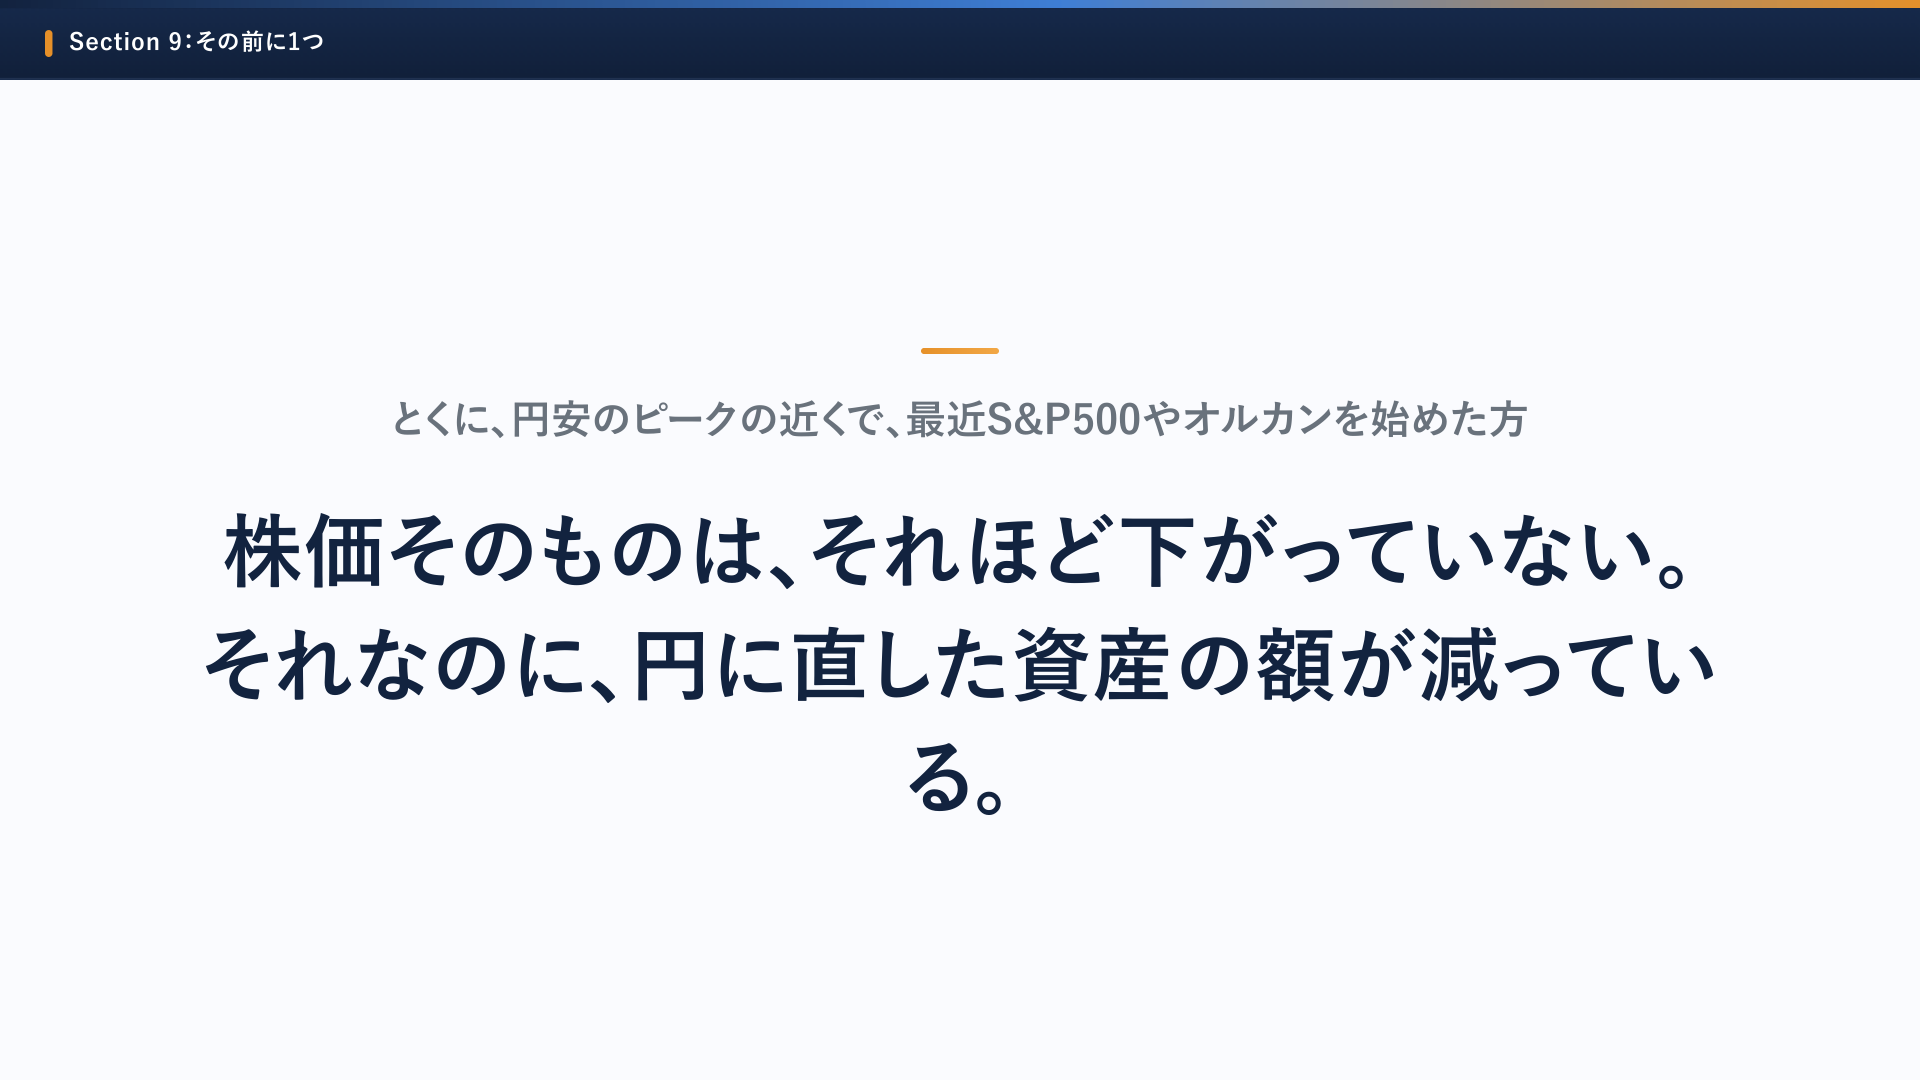 Section 9：その前に1つ
とくに、円安のピークの近くで、最近S&P500やオルカンを始めた方
株価そのものは、それほど下がっていない。
それなのに、円に直した資産の額が減ってい
る。